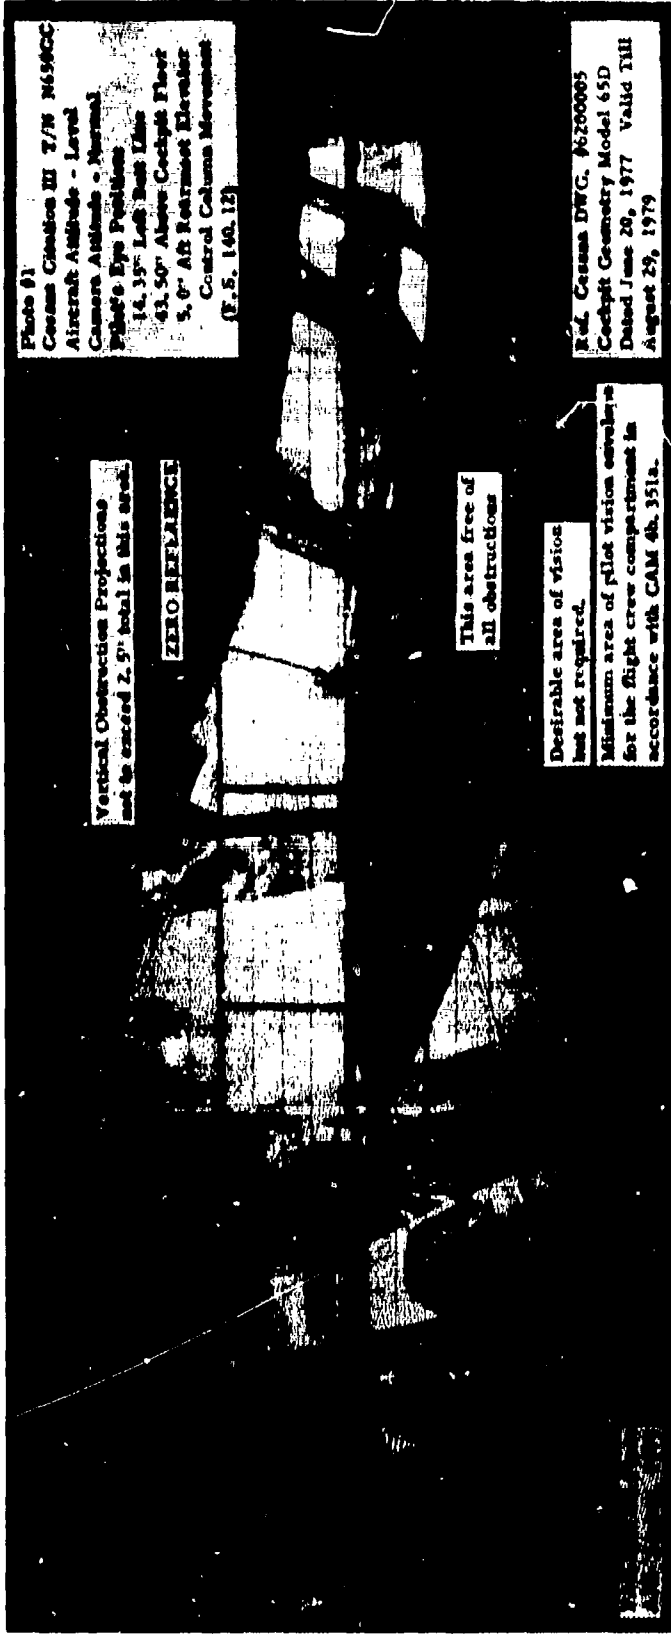 Photo #1
Cessna Citation III T/N N650CC
Aircraft Attitude - Level
Camera Attitude - Normal
Pilot's Eye Position:
14.35" Left Butt Line
43.50" Above Cockpit Floor
5.0" Aft Rearmost Elevator
Control Column Movement
(F.S. 140.12)
Vertical Obstruction Projections
not to exceed 2.5" total in this area.
ZERO REFERENCE
This area free of
all obstructions
Desirable area of vision
but not required.
Minimum area of pilot vision envelope
for the flight crew compartment in
accordance with CAM 4b.351a.
Ref. Cessna DWG. #6200005
Cockpit Geometry Model 65D
Dated June 20, 1977 Valid Till
August 29, 1979